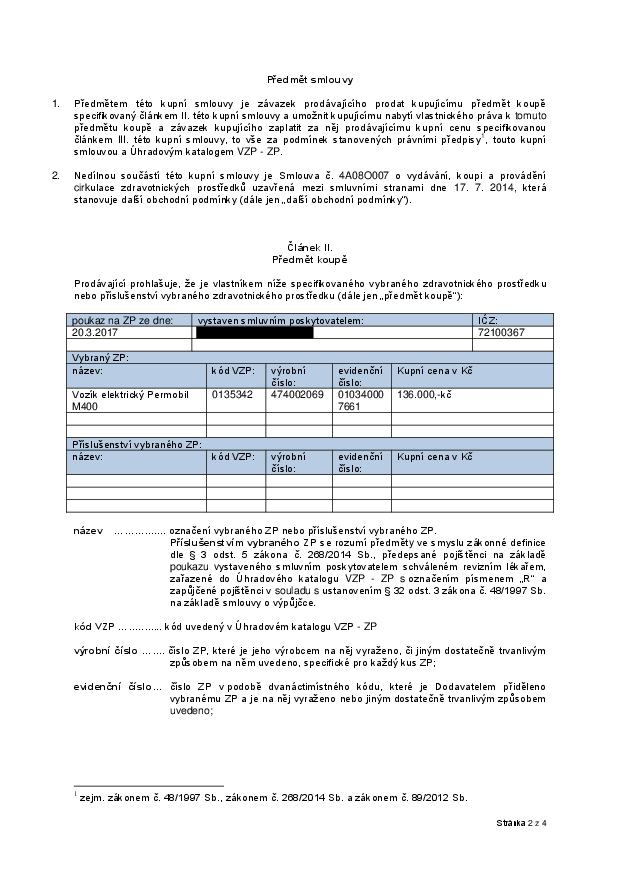 Předmět smlouvy
1. Předmětem této kupní smlouvy je závazek prodávajícího prodat kupujícímu předmět koupě
specifikovaný článkem II. této kupní smlouvy a umožnit kupujícímu nabytí vlastnického práva k tomuto
předmětu koupě a závazek kupujícího zaplatit za něj prodávajícímu kupní cenu specifikovanou
článkem III. této kupní smlouvy, to vše za podmínek stanovených právními předpisy1, touto kupní
smlouvou a Úhradovým katalogem VZP - ZP.
2. Nedílnou součástí této kupní smlouvy je Smlouva č. 4A08O007 o vydávání, koupi a provádění
cirkulace zdravotnických prostředků uzavřená mezi smluvními stranami dne 17. 7. 2014, která
stanovuje další obchodní podmínky (dále jen „další obchodní podmínky“).
Článek II.
Předmět koupě
Prodávající prohlašuje, že je vlastníkem níže specifikovaného vybraného zdravotnického prostředku
nebo příslušenství vybraného zdravotnického prostředku (dále jen „předmět koupě“):
poukaz na ZP ze dne: vystaven smluvním poskytovatelem: IČZ:
20.3.2017 72100367
Vybraný ZP:
název: kód VZP: výrobní evidenční Kupní cena v Kč
číslo: číslo:
Vozík elektrický Permobil 0135342 474002069 01034000 136.000,-kč
M400 7661
Příslušenství vybraného ZP:
název: kód VZP: výrobní evidenční Kupní cena v Kč
číslo: číslo:
název ................ označení vybraného ZP nebo příslušenství vybraného ZP.
Příslušenstvím vybraného ZP se rozumí předměty ve smyslu zákonné definice
dle § 3 odst. 5 zákona č. 268/2014 Sb., předepsané pojištěnci na základě
poukazu vystaveného smluvním poskytovatelem schváleném revizním lékařem,
zařazené do Úhradového katalogu VZP - ZP s označením písmenem „R“ a
zapůjčené pojištěnci v souladu s ustanovením § 32 odst. 3 zákona č. 48/1997 Sb.
na základě smlouvy o výpůjčce.
kód VZP ............. kód uvedený v Úhradovém katalogu VZP - ZP
výrobní číslo ....... číslo ZP, které je jeho výrobcem na něj vyraženo, či jiným dostatečně trvanlivým
způsobem na něm uvedeno, specifické pro každý kus ZP;
evidenční číslo... číslo ZP v podobě dvanáctimístného kódu, které je Dodavatelem přiděleno
vybranému ZP a je na něj vyraženo nebo jiným dostatečně trvanlivým způsobem
uvedeno;
1 zejm. zákonem č. 48/1997 Sb., zákonem č. 268/2014 Sb. a zákonem č. 89/2012 Sb.
Stránka 2 z 4